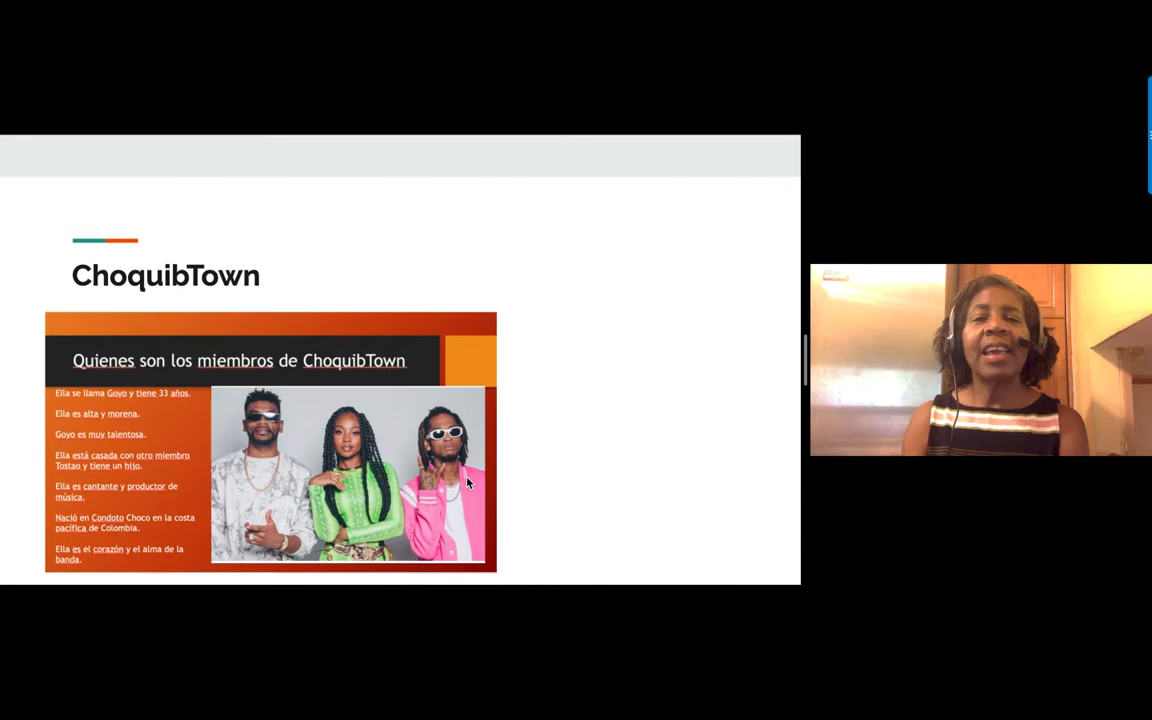 ChoquibTown
Quienes son los miembros de ChoquibTown
Ella se llama Goyo y tiene 33 años.
Ella es alta y morena.
Goyo es muy talentosa.
Ella está casada con otro miembro
Tostao y tiene un hijo.
Ella es cantante y productor de
música.
Nació en Condoto Choco en la costa
pacífica de Colombia.
Ella es el corazón y el alma de la
banda.